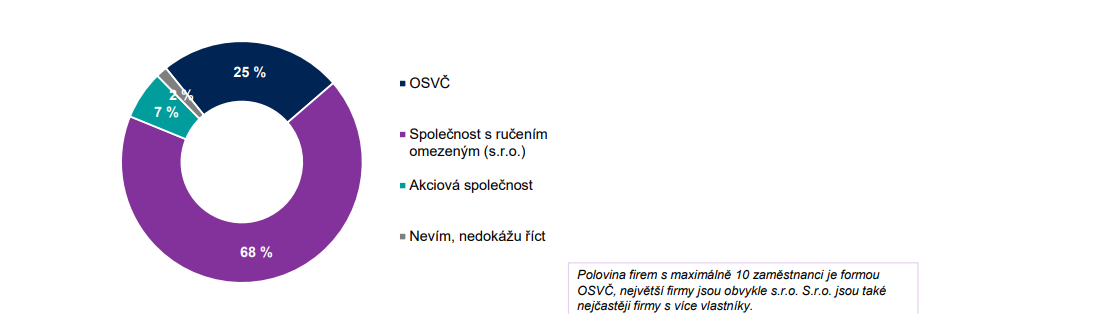 25 %
2 %
7 %
68 %
OSVČ
Společnost s ručením
omezeným (s.r.o.)
Akciová společnost
Nevím, nedokážu říct
Polovina firem s maximálně 10 zaměstnanci je formou
OSVČ, největší firmy jsou obvykle s.r.o. S.r.o. jsou také
nejčastěji firmy s více vlastníky.